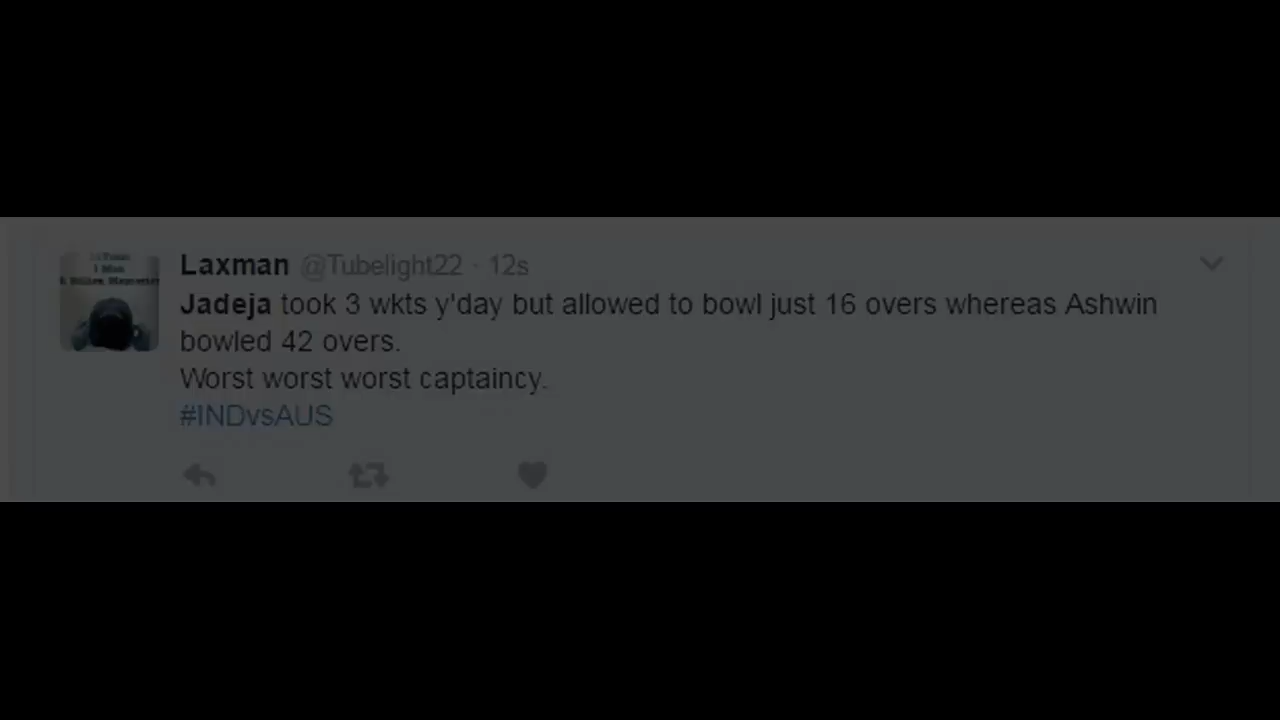 Laxman @Tubelight22 · 12s
Jadeja took 3 wkts y'day but allowed to bowl just 16 overs whereas Ashwin
bowled 42 overs.
Worst worst worst captaincy.
#INDvsAUS